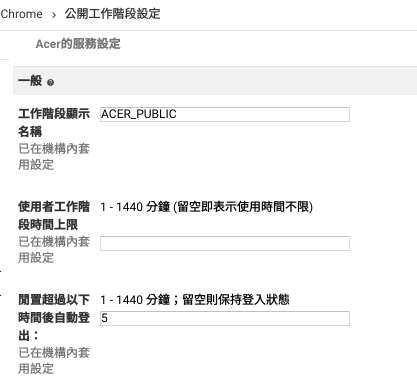 Chrome > 公開工作階段設定
Acer的服務設定
一般
工作階段顯示
名稱
ACER_PUBLIC
已在機構內套
用設定
使用者工作階
段時間上限
1 - 1440 分鐘 (留空即表示使用時間不限)
已在機構內套
用設定
閒置超過以下
時間後自動登
出：
1 - 1440 分鐘；留空則保持登入狀態
5
已在機構內套
用設定